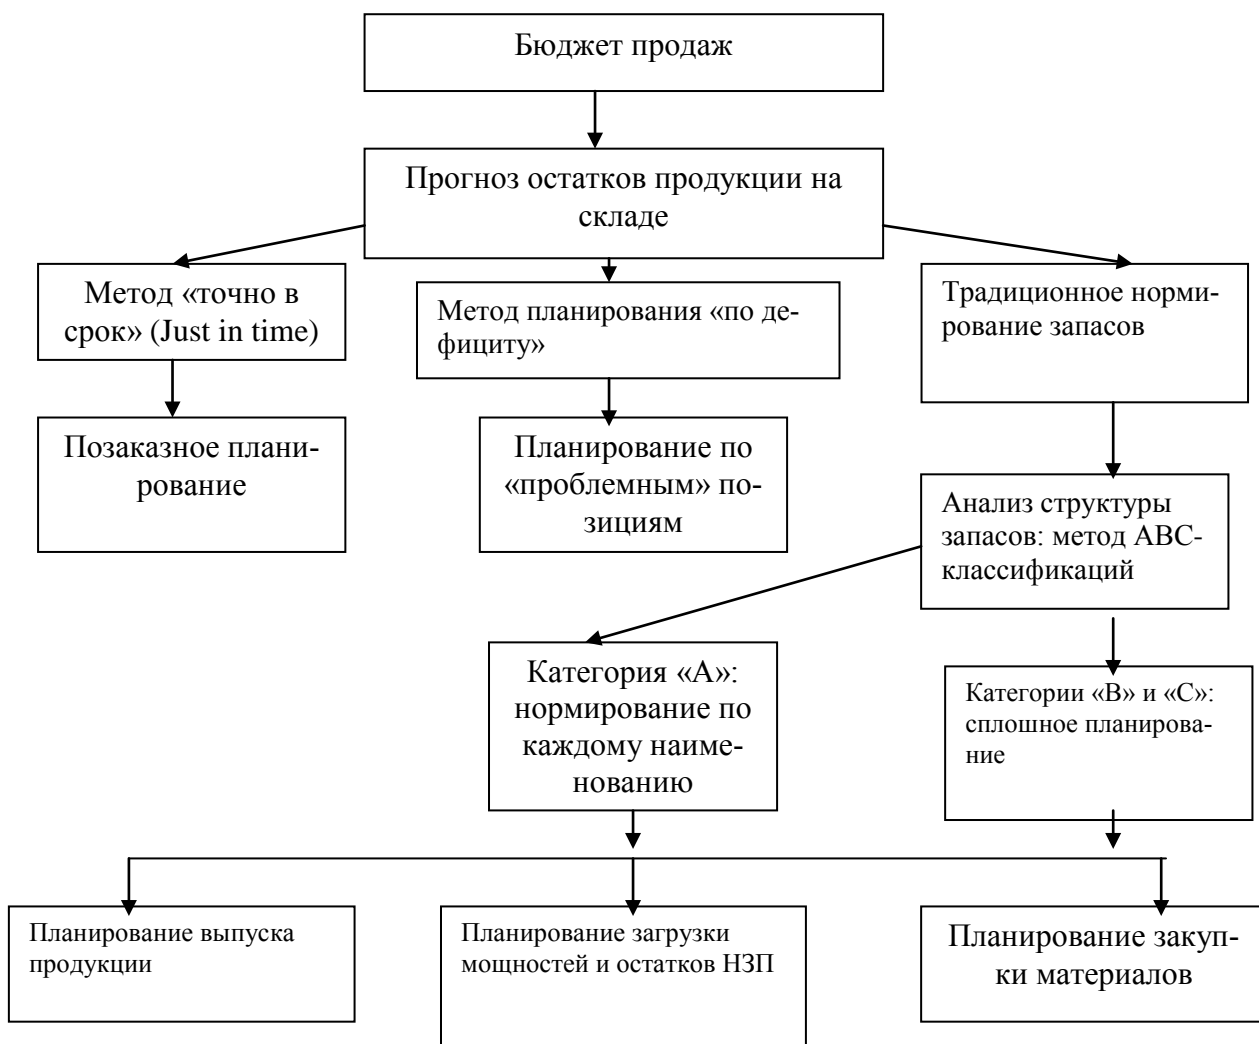 Бюджет продаж
Прогноз остатков продукции на
складе
Метод «точно в
срок» (Just in time)
Метод планирования «по де-
фициту»
Традиционное норми-
рование запасов
Позаказное плани-
рование
Планирование по
«проблемным» по-
зициям
Анализ структуры
запасов: метод АВС-
классификаций
Категория «А»:
нормирование по
каждому наиме-
нованию
Категории «В» и «С»:
сплошное планирова-
ние
Планирование выпуска
продукции
Планирование загрузки
мощностей и остатков НЗП
Планирование закуп-
ки материалов